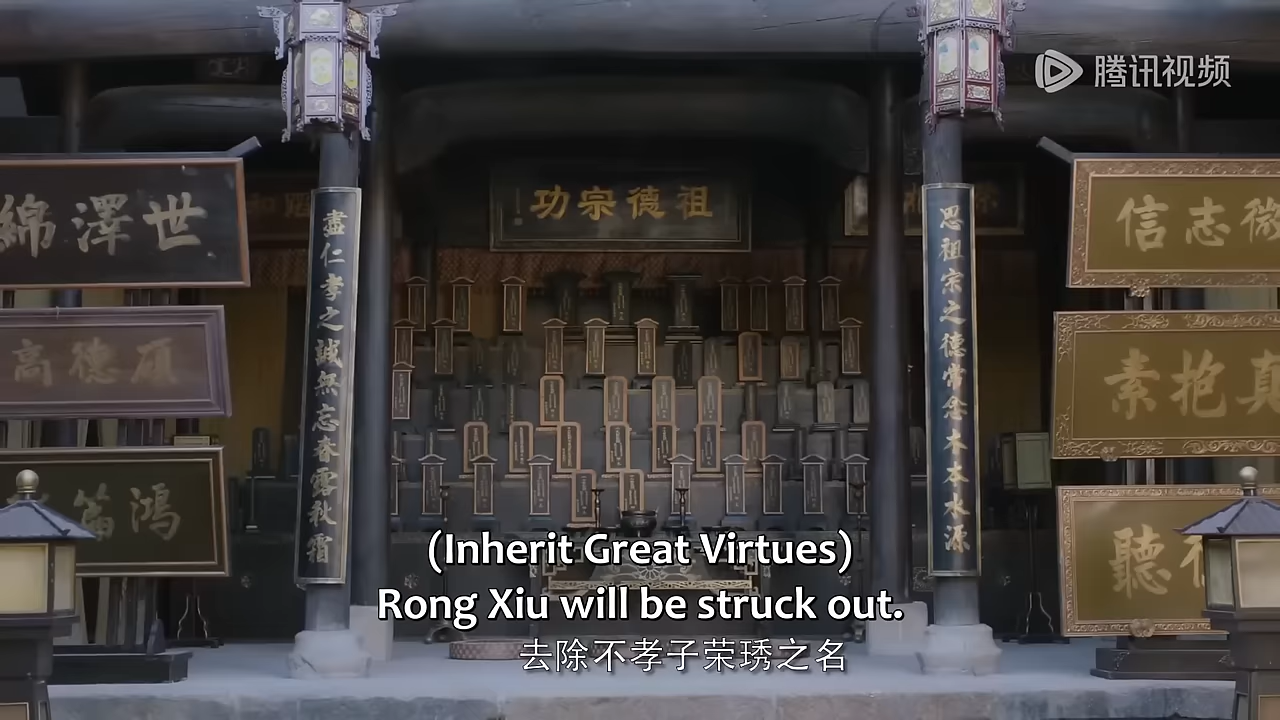 腾讯视频
祖德宗功
思祖宗之德常念木本水源
盡仁孝之誠無忘春露秋霜
世澤綿
碩德高
鴻篇
微志信
真抱素
聽
(Inherit Great Virtues)
Rong Xiu will be struck out.
去除不孝子荣琇之名